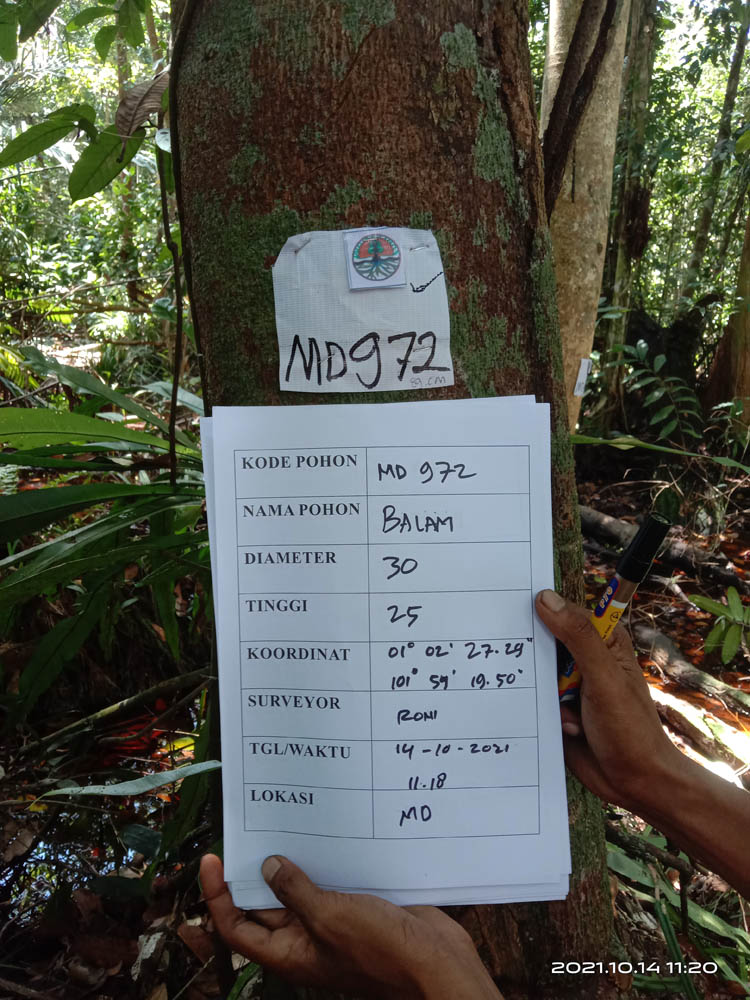 MD972
89.CM
KODE POHON MD 972
NAMA POHON BALAM
DIAMETER 30
TINGGI 25
KOORDINAT 01° 02' 27.29"
101° 59' 19.50"
SURVEYOR RONI
TGL/WAKTU 14-10-2021
11.18
LOKASI MD
2021.10.14 11:20